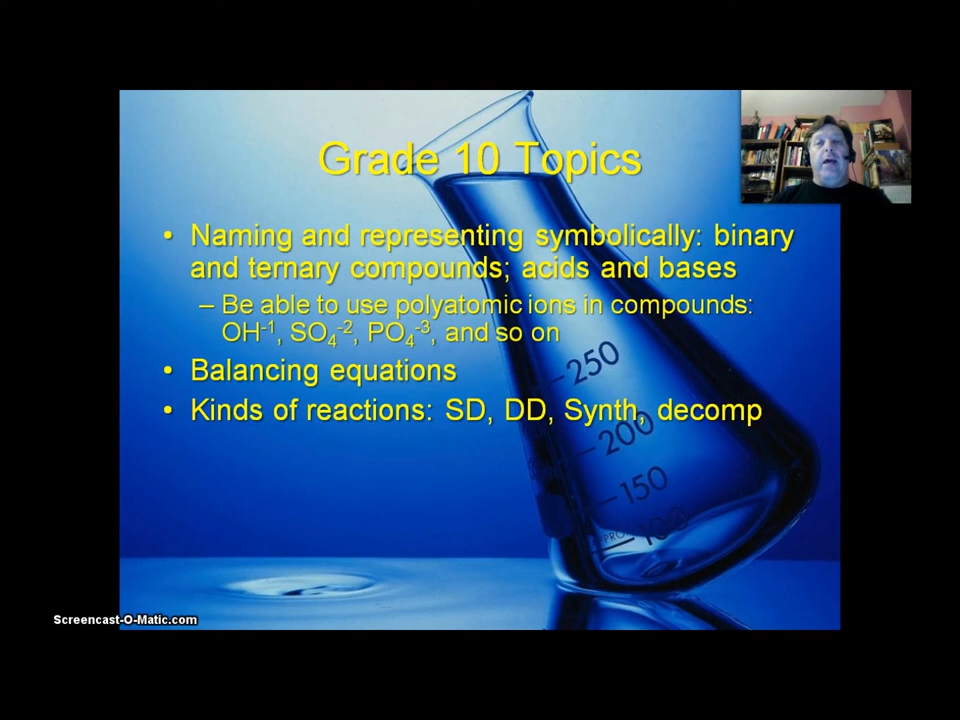 Grade 10 Topics
• Naming and representing symbolically: binary
and ternary compounds; acids and bases
– Be able to use polyatomic ions in compounds:
OH⁻¹, SO₄⁻², PO₄⁻³, and so on
• Balancing equations
• Kinds of reactions: SD, DD, Synth, decomp
250
200
150
100
Screencast-O-Matic.com